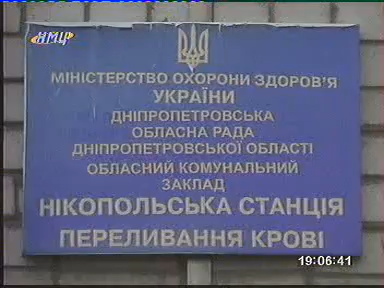 НМЦ
МІНІСТЕРСТВО ОХОРОНИ ЗДОРОВ'Я
УКРАЇНИ
ДНІПРОПЕТРОВСЬКА
ОБЛАСНА РАДА
ДНІПРОПЕТРОВСЬКОЇ ОБЛАСТІ
ОБЛАСНИЙ КОМУНАЛЬНИЙ
ЗАКЛАД
НІКОПОЛЬСЬКА СТАНЦІЯ
ПЕРЕЛИВАННЯ КРОВІ
19:06:41